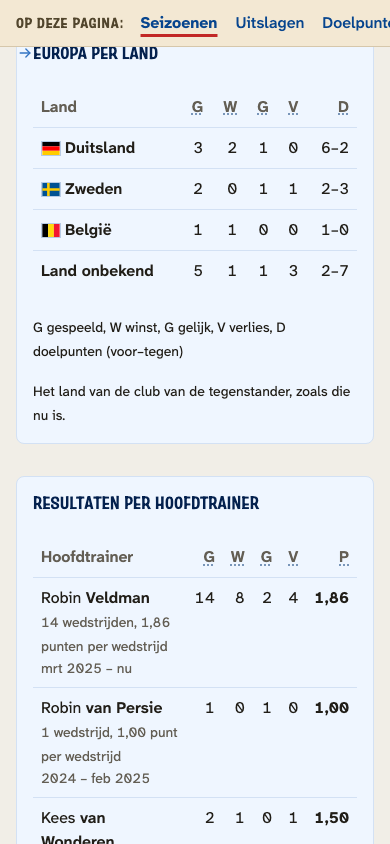 OP DEZE PAGINA: Seizoenen Uitslagen Doelpunt
→EUROPA PER LAND
Land G W G V D
Duitsland 3 2 1 0 6–2
Zweden 2 0 1 1 2–3
België 1 1 0 0 1–0
Land onbekend 5 1 1 3 2–7
G gespeeld, W winst, G gelijk, V verlies, D
doelpunten (voor–tegen)
Het land van de club van de tegenstander, zoals die
nu is.
RESULTATEN PER HOOFDTRAINER
Hoofdtrainer G W G V P
Robin Veldman 14 8 2 4 1,86
14 wedstrijden, 1,86
punten per wedstrijd
mrt 2025 – nu
Robin van Persie 1 0 1 0 1,00
1 wedstrijd, 1,00 punt
per wedstrijd
2024 – feb 2025
Kees van 2 1 0 1 1,50
Wonderen